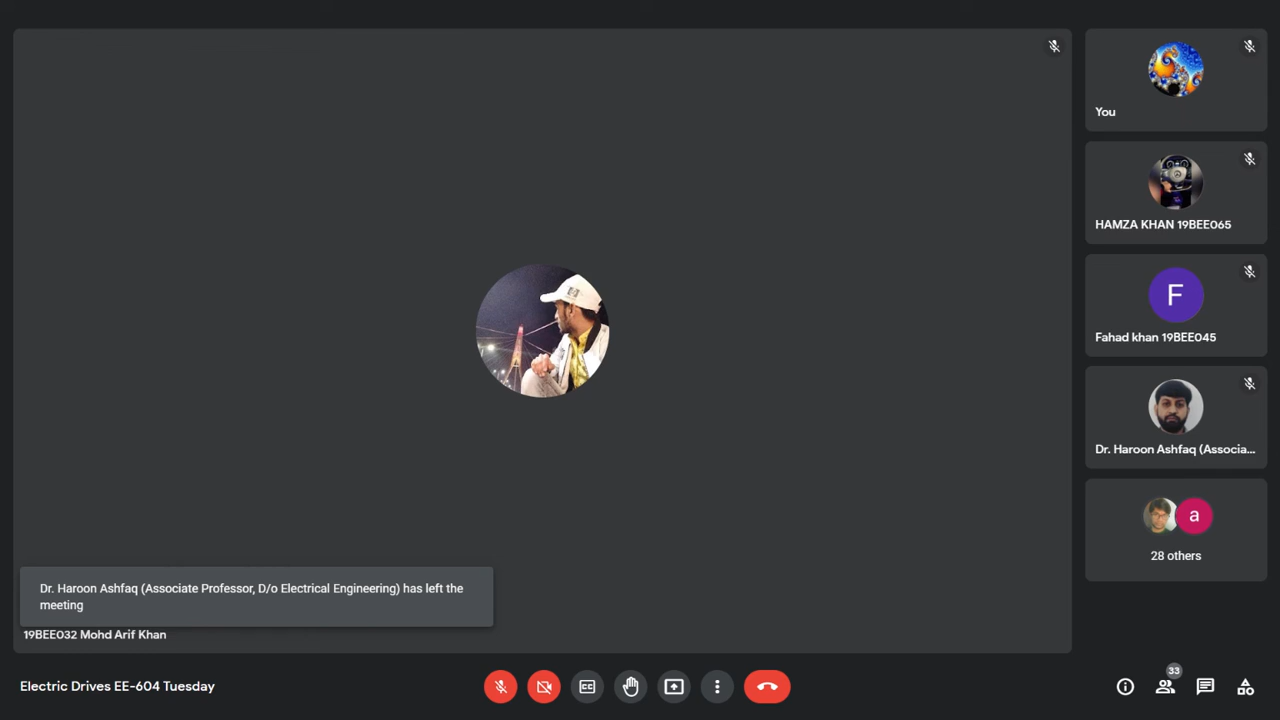 You
HAMZA KHAN 19BEE065
F
Fahad khan 19BEE045
Dr. Haroon Ashfaq (Associa...
a
28 others
Dr. Haroon Ashfaq (Associate Professor, D/o Electrical Engineering) has left the
meeting
19BEE032 Mohd Arif Khan
Electric Drives EE-604 Tuesday
CC
33